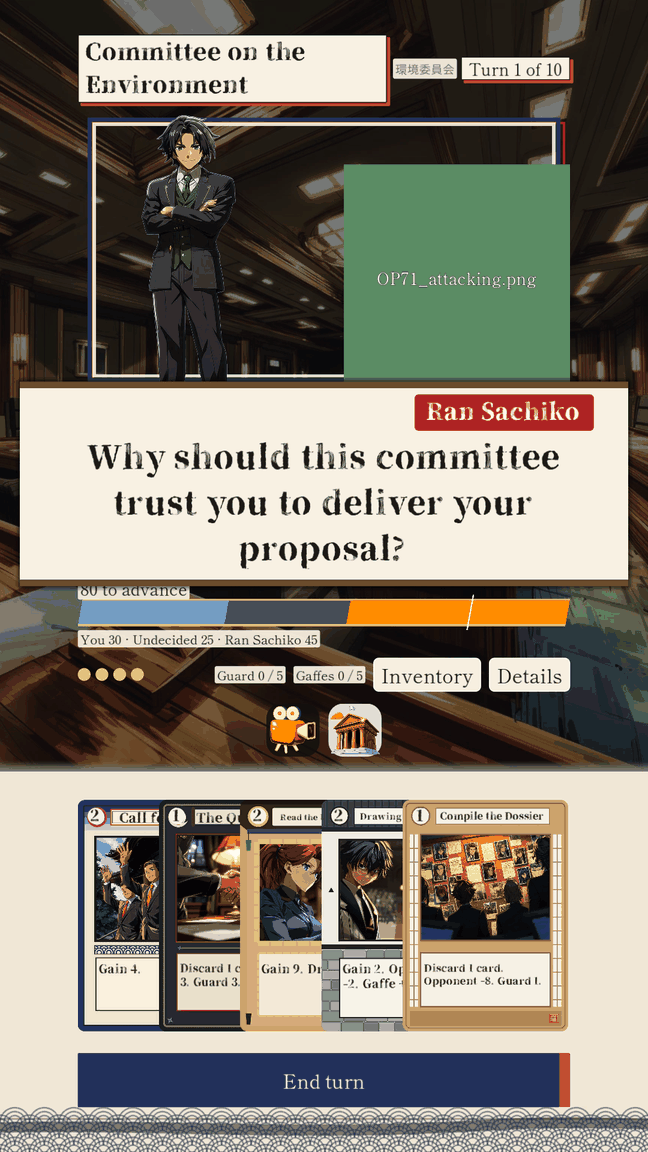 Committee on the
Environment
環境委員会
Turn 1 of 10
OP71_attacking.png
Ran Sachiko
Why should this committee
trust you to deliver your
proposal?
80 to advance
You 30 · Undecided 25 · Ran Sachiko 45
Guard 0 / 5
Gaffes 0 / 5
Inventory
Details
2
Call f
Gain 4.
1
The
Discard 1 c
3. Guard 3.
2
Read the
Gain 9. Dr
2
Drawing
Gain 2. Op
-2. Gaffe
1
Compile the Dossier
Discard 1 card.
Opponent -8. Guard 1.
End turn